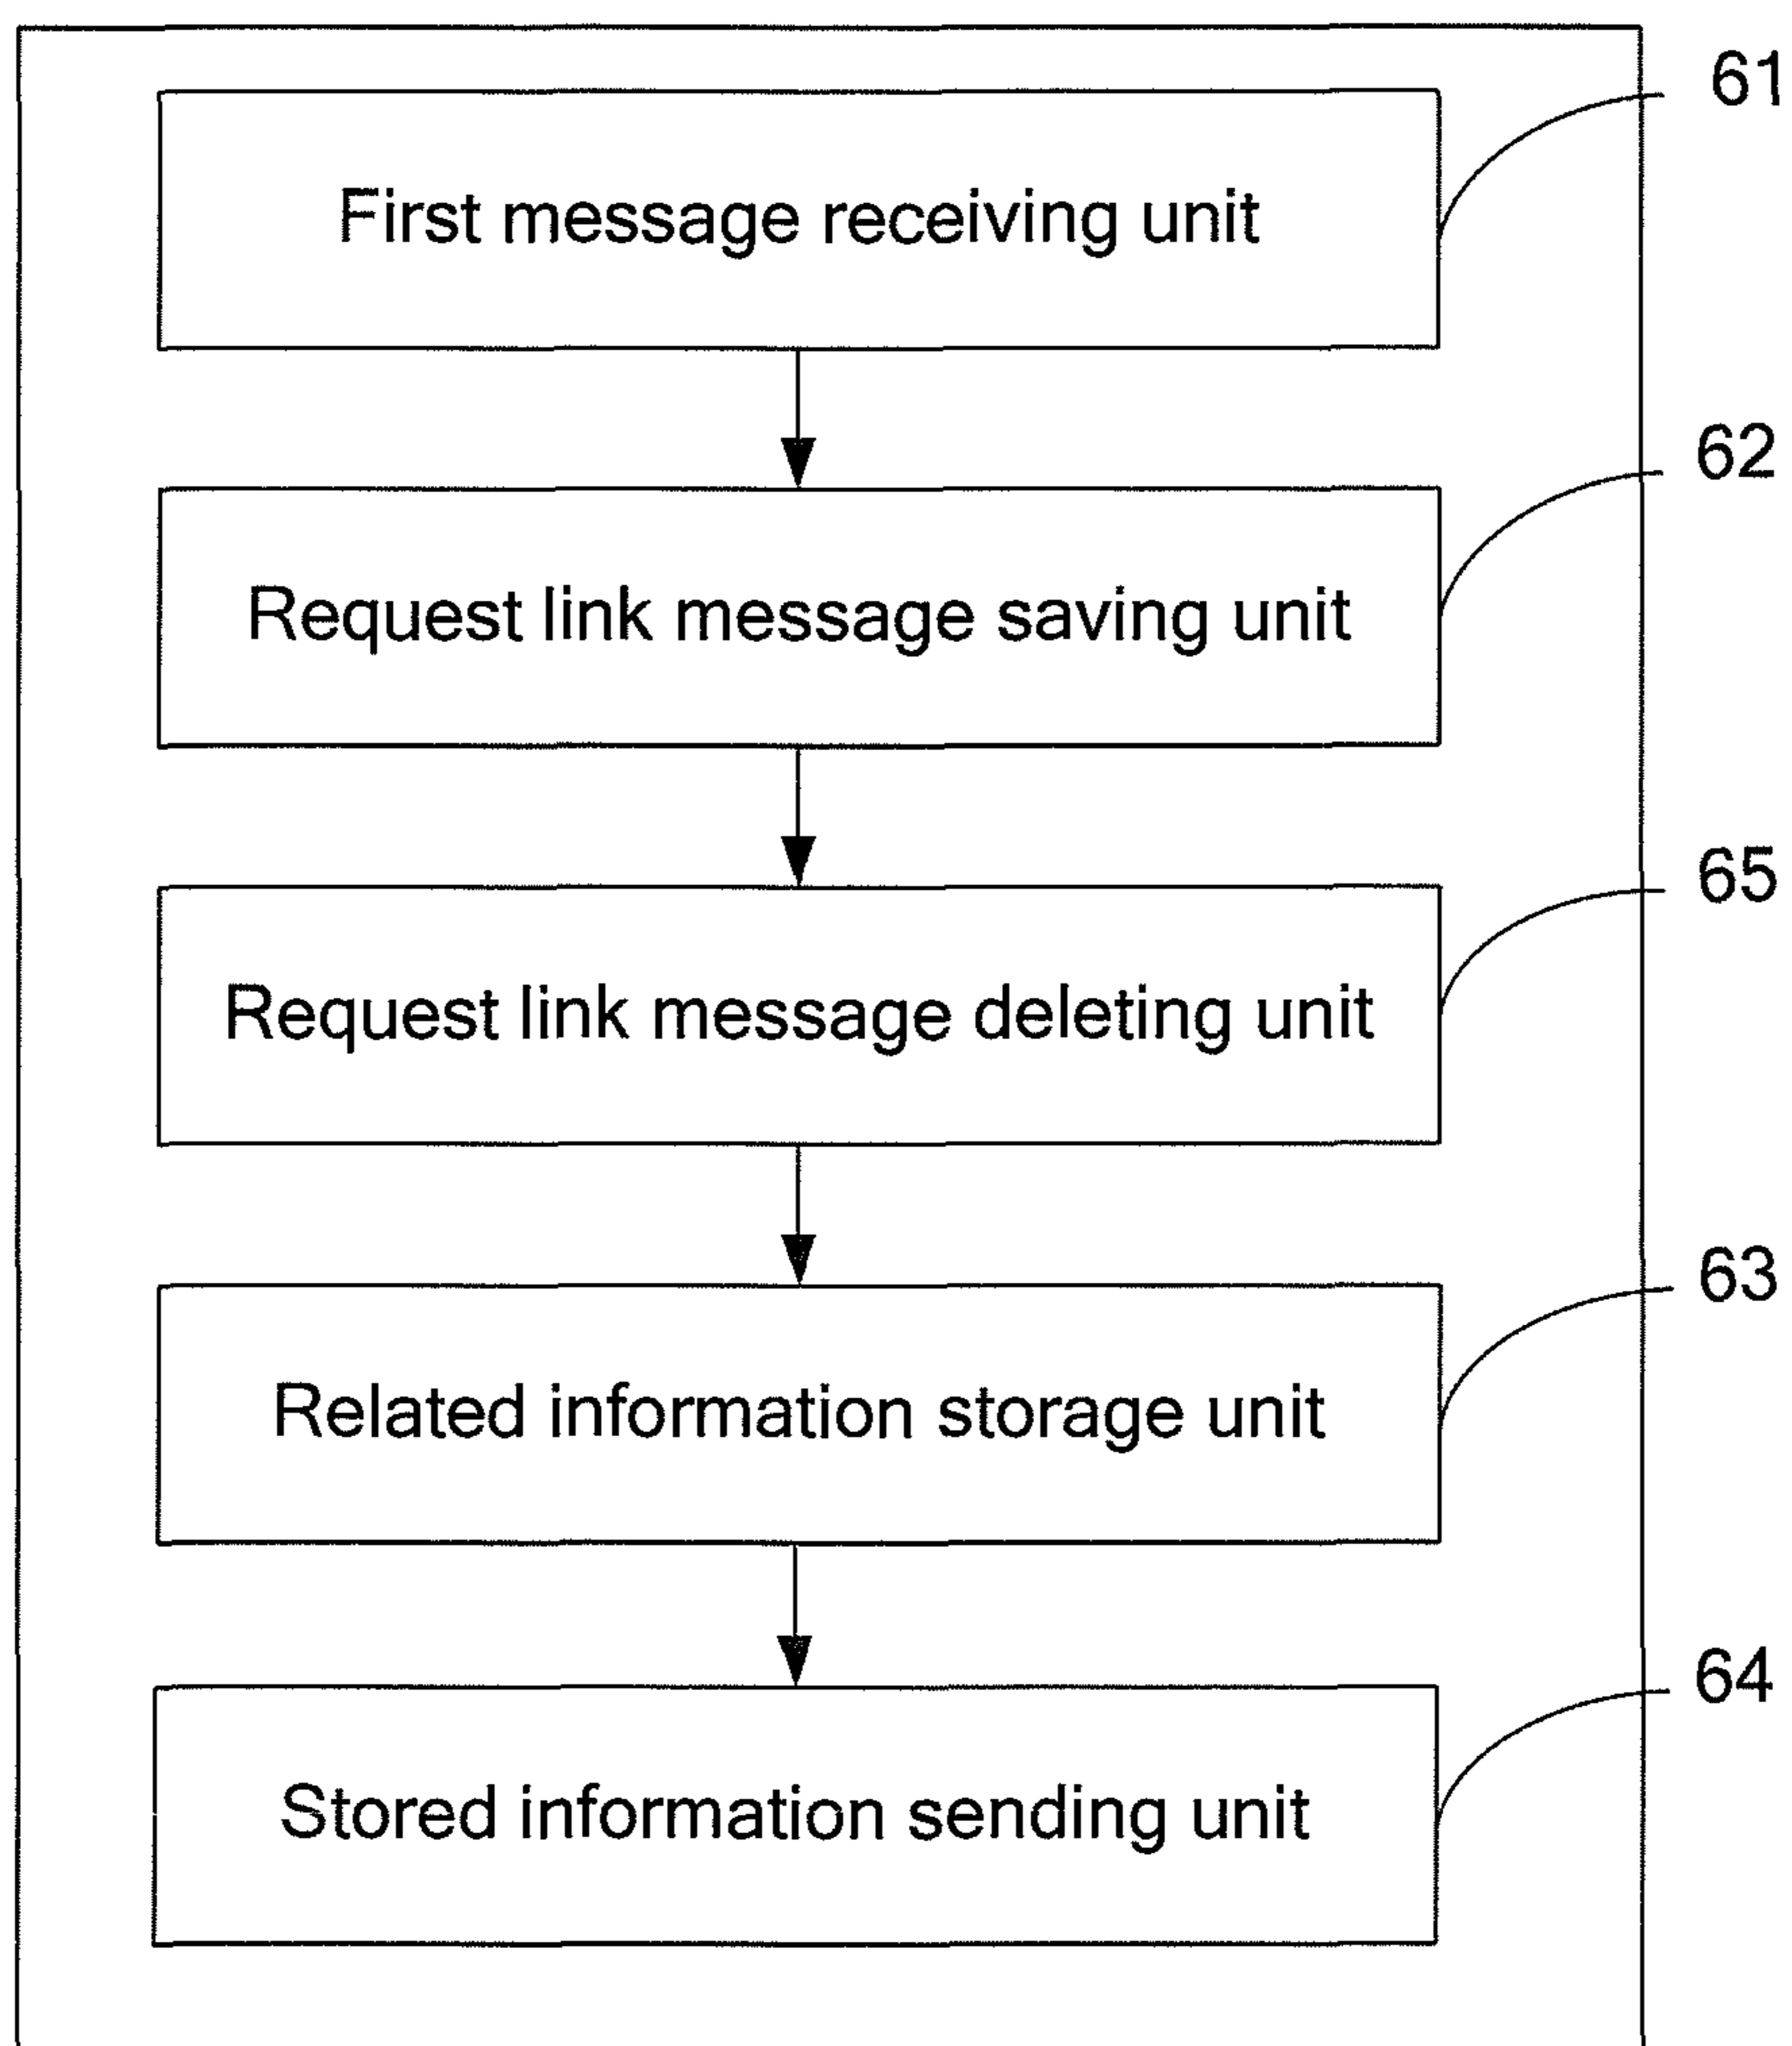 61
First message receiving unit
62
Request link message saving unit
65
Request link message deleting unit
63
Related information storage unit
64
Stored information sending unit